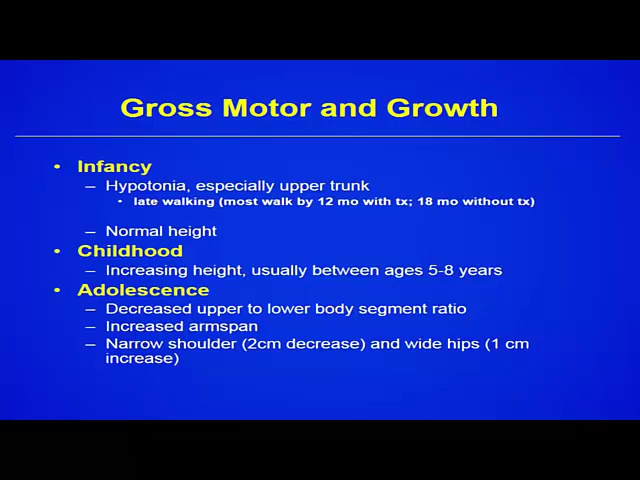 Gross Motor and Growth
• Infancy
– Hypotonia, especially upper trunk
• late walking (most walk by 12 mo with tx; 18 mo without tx)
– Normal height
• Childhood
– Increasing height, usually between ages 5-8 years
• Adolescence
– Decreased upper to lower body segment ratio
– Increased armspan
– Narrow shoulder (2cm decrease) and wide hips (1 cm
increase)